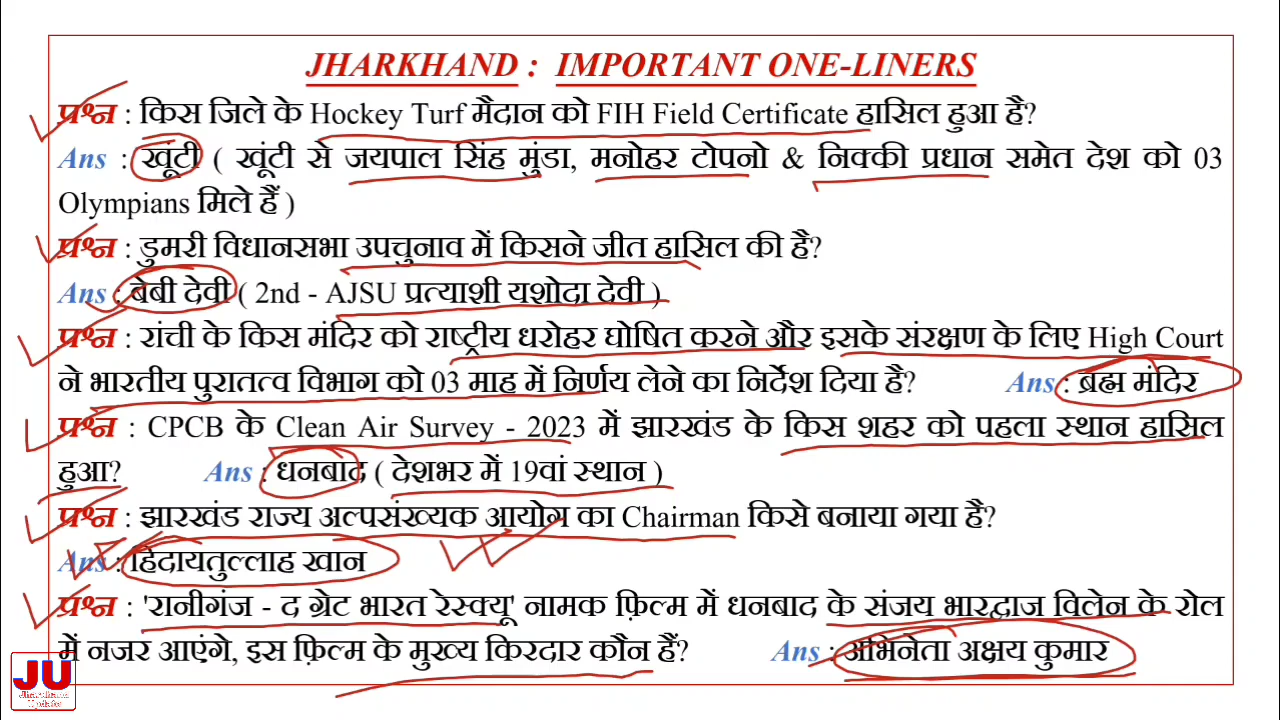 JHARKHAND : IMPORTANT ONE-LINERS
प्रश्न : किस जिले के Hockey Turf मैदान को FIH Field Certificate हासिल हुआ है?
Ans : खूंटी ( खूंटी से जयपाल सिंह मुंडा, मनोहर टोपनो & निक्की प्रधान समेत देश को 03
Olympians मिले हैं )
प्रश्न : डुमरी विधानसभा उपचुनाव में किसने जीत हासिल की है?
Ans : बेबी देवी ( 2nd - AJSU प्रत्याशी यशोदा देवी )
प्रश्न : रांची के किस मंदिर को राष्ट्रीय धरोहर घोषित करने और इसके संरक्षण के लिए High Court
ने भारतीय पुरातत्व विभाग को 03 माह में निर्णय लेने का निर्देश दिया है? Ans : ब्रह्म मंदिर
प्रश्न : CPCB के Clean Air Survey - 2023 में झारखंड के किस शहर को पहला स्थान हासिल
हुआ? Ans : धनबाद ( देशभर में 19वां स्थान )
प्रश्न : झारखंड राज्य अल्पसंख्यक आयोग का Chairman किसे बनाया गया है?
Ans : हिदायतुल्लाह खान
प्रश्न : 'रानीगंज - द ग्रेट भारत रेस्क्यू' नामक फ़िल्म में धनबाद के संजय भारद्वाज विलेन के रोल
में नजर आएंगे, इस फ़िल्म के मुख्य किरदार कौन हैं? Ans : अभिनेता अक्षय कुमार
JU
Jharkhand
Updates